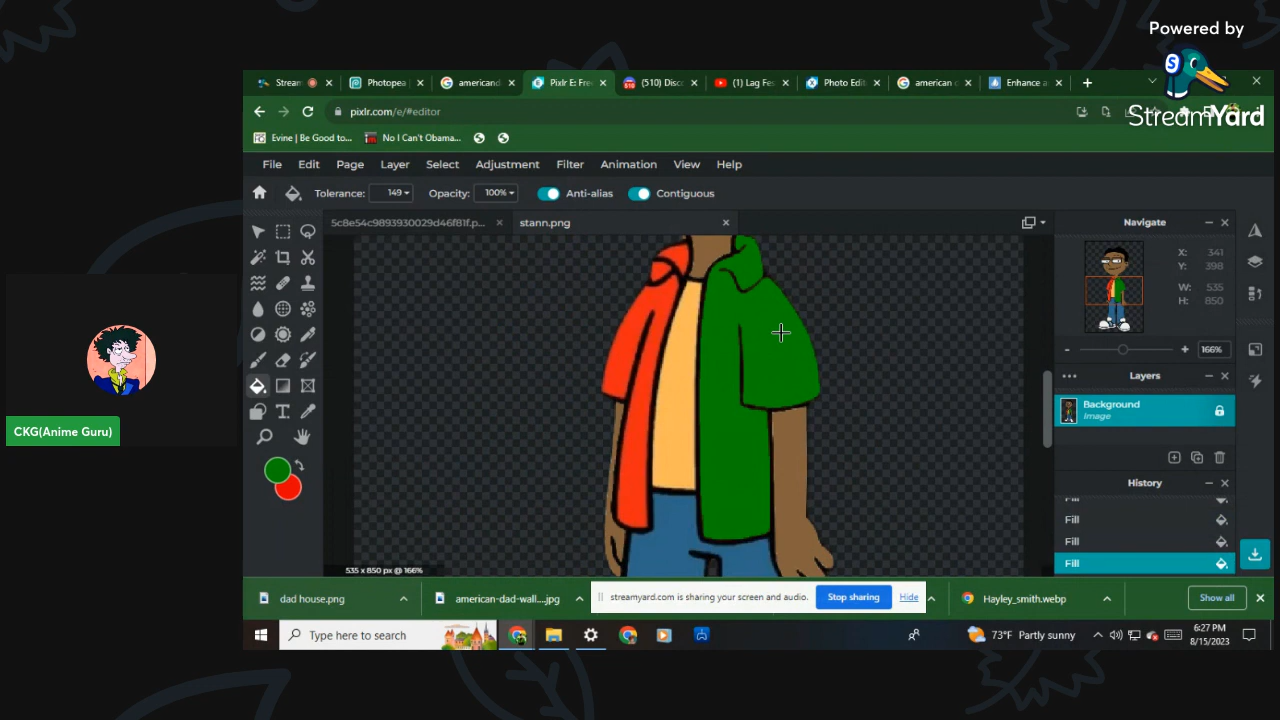 Powered by
StreamYard
Stream
Photopea
americand
Pixlr E: Fre
(510) Disc
(1) Lag Fe
Photo Edit
american c
Enhance a
pixlr.com/e/#editor
Evine | Be Good to...
No I Can't Obama...
File Edit Page Layer Select Adjustment Filter Animation View Help
Tolerance: 149 Opacity: 100% Anti-alias Contiguous
5c8e54c9893930029d46f81f.p...
stann.png
Navigate
X: 341
Y: 398
W: 535
H: 850
- + 166%
Layers
Background
Image
History
Fill
Fill
Fill
Fill
535 x 850 px @ 166%
T
CKG(Anime Guru)
dad house.png
american-dad-wall....jpg
streamyard.com is sharing your screen and audio.
Stop sharing
Hide
Hayley_smith.webp
Show all
Type here to search
73°F Partly sunny
6:27 PM
8/15/2023